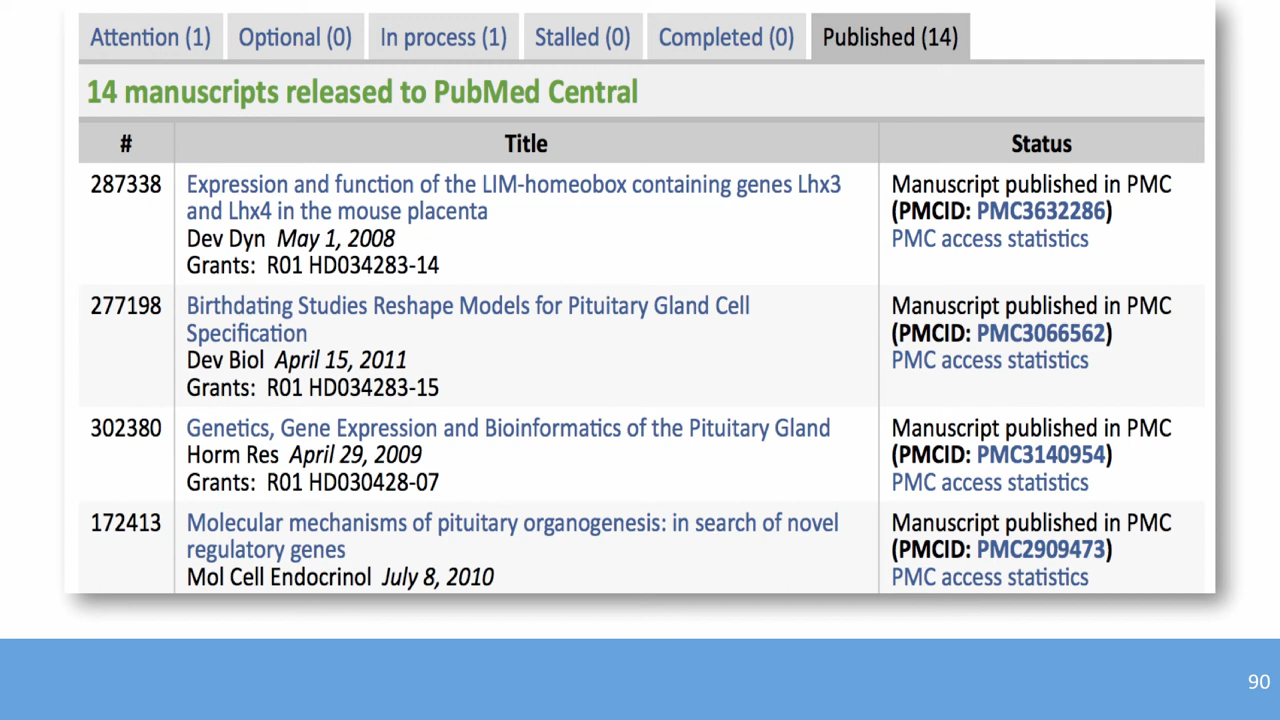 Attention (1) Optional (0) In process (1) Stalled (0) Completed (0) Published (14)
14 manuscripts released to PubMed Central
# Title Status
287338 Expression and function of the LIM-homeobox containing genes Lhx3 Manuscript published in PMC
and Lhx4 in the mouse placenta (PMCID: PMC3632286)
Dev Dyn May 1, 2008 PMC access statistics
Grants: R01 HD034283-14
277198 Birthdating Studies Reshape Models for Pituitary Gland Cell Manuscript published in PMC
Specification (PMCID: PMC3066562)
Dev Biol April 15, 2011 PMC access statistics
Grants: R01 HD034283-15
302380 Genetics, Gene Expression and Bioinformatics of the Pituitary Gland Manuscript published in PMC
Horm Res April 29, 2009 (PMCID: PMC3140954)
Grants: R01 HD030428-07 PMC access statistics
172413 Molecular mechanisms of pituitary organogenesis: in search of novel Manuscript published in PMC
regulatory genes (PMCID: PMC2909473)
Mol Cell Endocrinol July 8, 2010 PMC access statistics
90